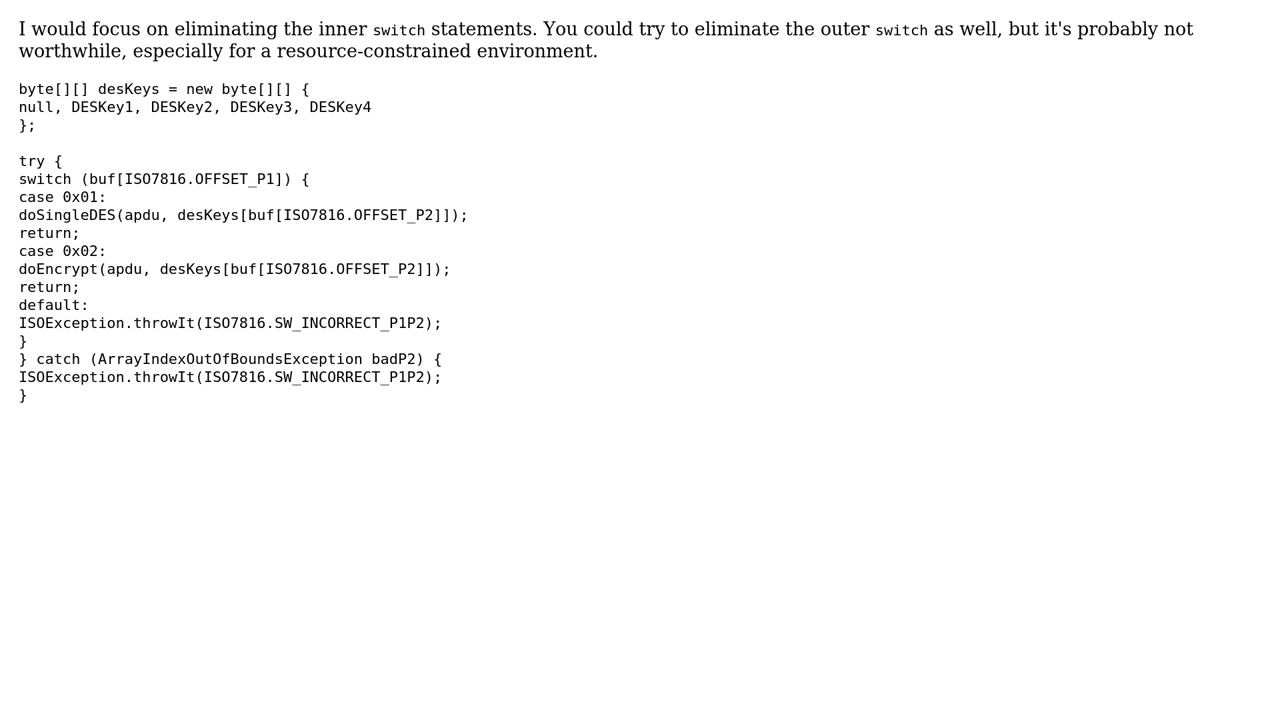 I would focus on eliminating the inner switch statements. You could try to eliminate the outer switch as well, but it's probably not
worthwhile, especially for a resource-constrained environment.
byte[][] desKeys = new byte[][] {
null, DESKey1, DESKey2, DESKey3, DESKey4
};
try {
switch (buf[ISO7816.OFFSET_P1]) {
case 0x01:
doSingleDES(apdu, desKeys[buf[ISO7816.OFFSET_P2]]);
return;
case 0x02:
doEncrypt(apdu, desKeys[buf[ISO7816.OFFSET_P2]]);
return;
default:
ISOException.throwIt(ISO7816.SW_INCORRECT_P1P2);
}
} catch (ArrayIndexOutOfBoundsException badP2) {
ISOException.throwIt(ISO7816.SW_INCORRECT_P1P2);
}